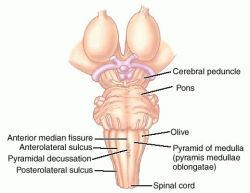 Cerebral peduncle
Pons
Olive
Anterior median fissure
Anterolateral sulcus
Pyramid of medulla
(pyramis medullae
oblongatae)
Pyramidal decussation
Posterolateral sulcus
Spinal cord